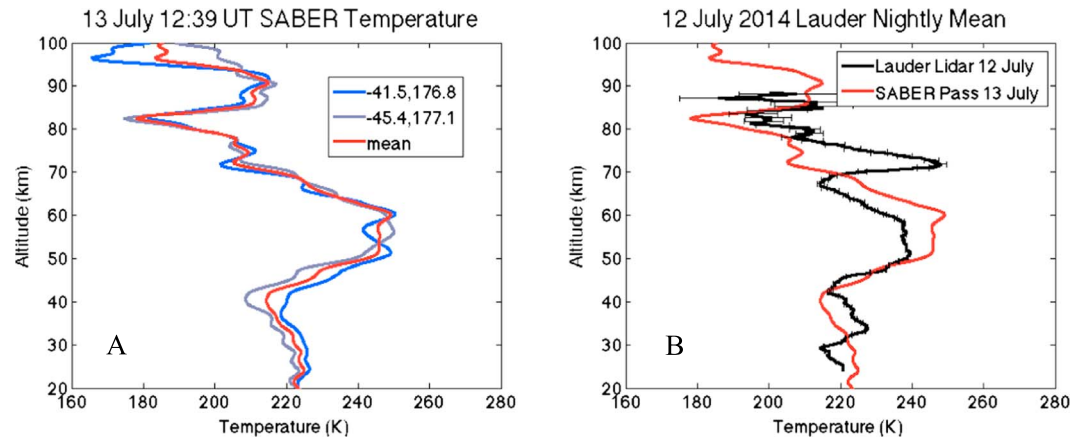 13 July 12:39 UT SABER Temperature
100
90
80
70
60
50
40
30
20
Altitude (km)
-41.5,176.8
-45.4,177.1
mean
A
160 180 200 220 240 260 280
Temperature (K)
12 July 2014 Lauder Nightly Mean
100
90
80
70
60
50
40
30
20
Altitude (km)
Lauder Lidar 12 July
SABER Pass 13 July
B
160 180 200 220 240 260 280
Temperature (K)